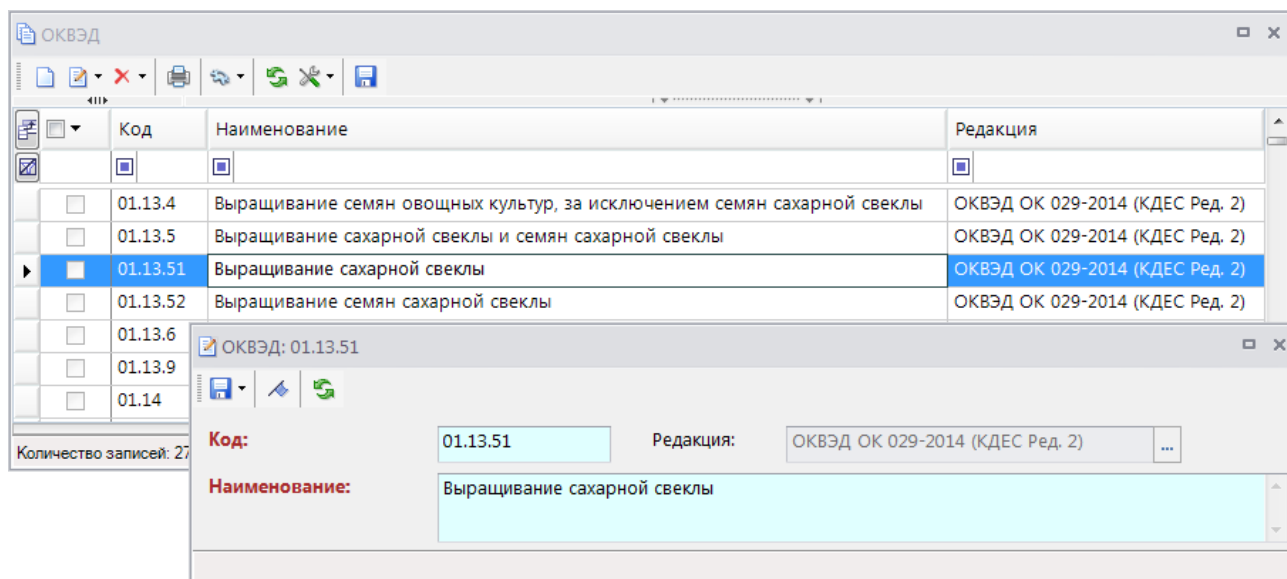 ОКВЭД
Код Наименование Редакция
01.13.4 Выращивание семян овощных культур, за исключением семян сахарной свеклы ОКВЭД ОК 029-2014 (КДЕС Ред. 2)
01.13.5 Выращивание сахарной свеклы и семян сахарной свеклы ОКВЭД ОК 029-2014 (КДЕС Ред. 2)
01.13.51 Выращивание сахарной свеклы ОКВЭД ОК 029-2014 (КДЕС Ред. 2)
01.13.52 Выращивание семян сахарной свеклы ОКВЭД ОК 029-2014 (КДЕС Ред. 2)
01.13.6
01.13.9
01.14
Количество записей: 27
ОКВЭД: 01.13.51
Код: 01.13.51 Редакция: ОКВЭД ОК 029-2014 (КДЕС Ред. 2) ...
Наименование: Выращивание сахарной свеклы